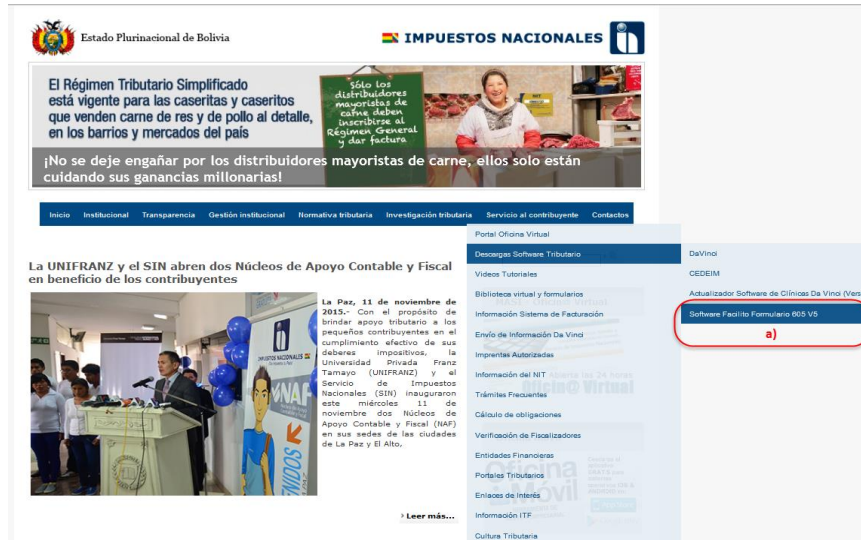 Estado Plurinacional de Bolivia
IMPUESTOS NACIONALES
El Régimen Tributario Simplificado
está vigente para las caseritas y caseritos
que venden carne de res y de pollo al detalle,
en los barrios y mercados del país
Sólo los
distribuidores
mayoristas de
carne deben
inscribirse al
Régimen General
y dar factura
¡No se deje engañar por los distribuidores mayoristas de carne, ellos solo están
cuidando sus ganancias millonarias!
Inicio Institucional Transparencia Gestión institucional Normativa tributaria Investigación tributaria Servicio al contribuyente Contactos
La UNIFRANZ y el SIN abren dos Núcleos de Apoyo Contable y Fiscal
en beneficio de los contribuyentes
La Paz, 11 de noviembre de
2015.- Con el propósito de
brindar apoyo tributario a los
pequeños contribuyentes en el
cumplimiento efectivo de sus
deberes impositivos, la
Universidad Privada Franz
Tamayo (UNIFRANZ) y el
Servicio de Impuestos
Nacionales (SIN) inauguraron
este miércoles 11 de
noviembre dos Núcleos de
Apoyo Contable y Fiscal (NAF)
en sus sedes de las ciudades
de La Paz y El Alto,
Leer más...
Portal Oficina Virtual
Descargas Software Tributario
Videos Tutoriales
Biblioteca virtual y formularios
Información Sistema de Facturación
Envío de Información Da Vinci
Imprentas Autorizadas
Información del NIT
Trámites Frecuentes
Cálculo de obligaciones
Verificación de Fiscalizadores
Entidades Financieras
Portales Tributarios
Enlaces de Interés
Información ITF
Cultura Tributaria
DaVinci
CEDEIM
Actualizador Software de Clínicas Da Vinci (Vers
Software Facilito Formulario 605 V5
a)
IMPUESTOS NACIONALES
NAF
Oficin@ Virtual
Oficina
Móvil